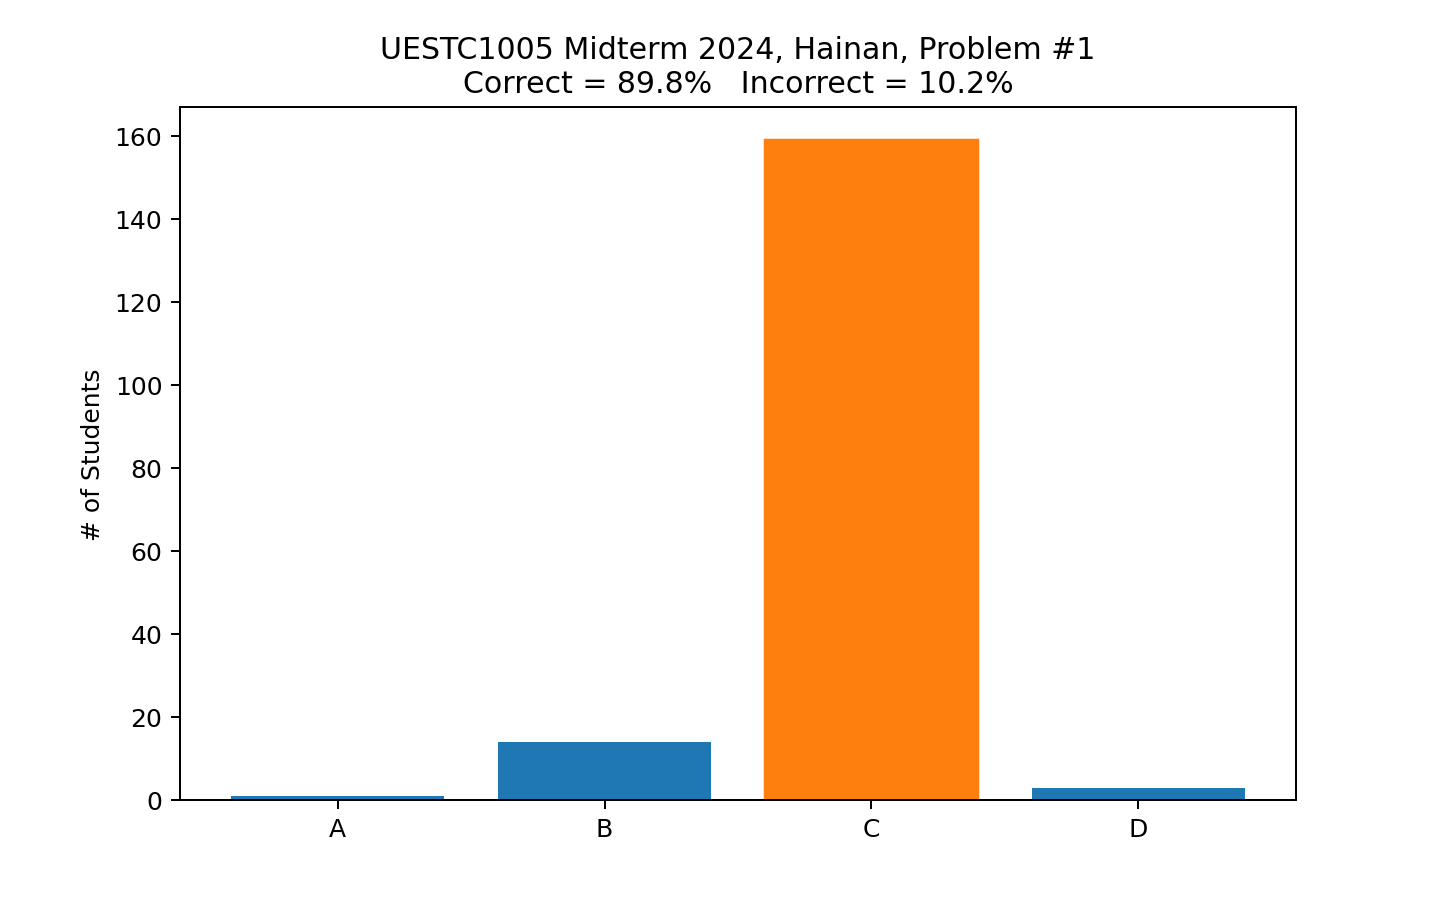 UESTC1005 Midterm 2024, Hainan, Problem #1
Correct = 89.8%   Incorrect = 10.2%
# of Students
160
140
120
100
80
60
40
20
0
A
B
C
D